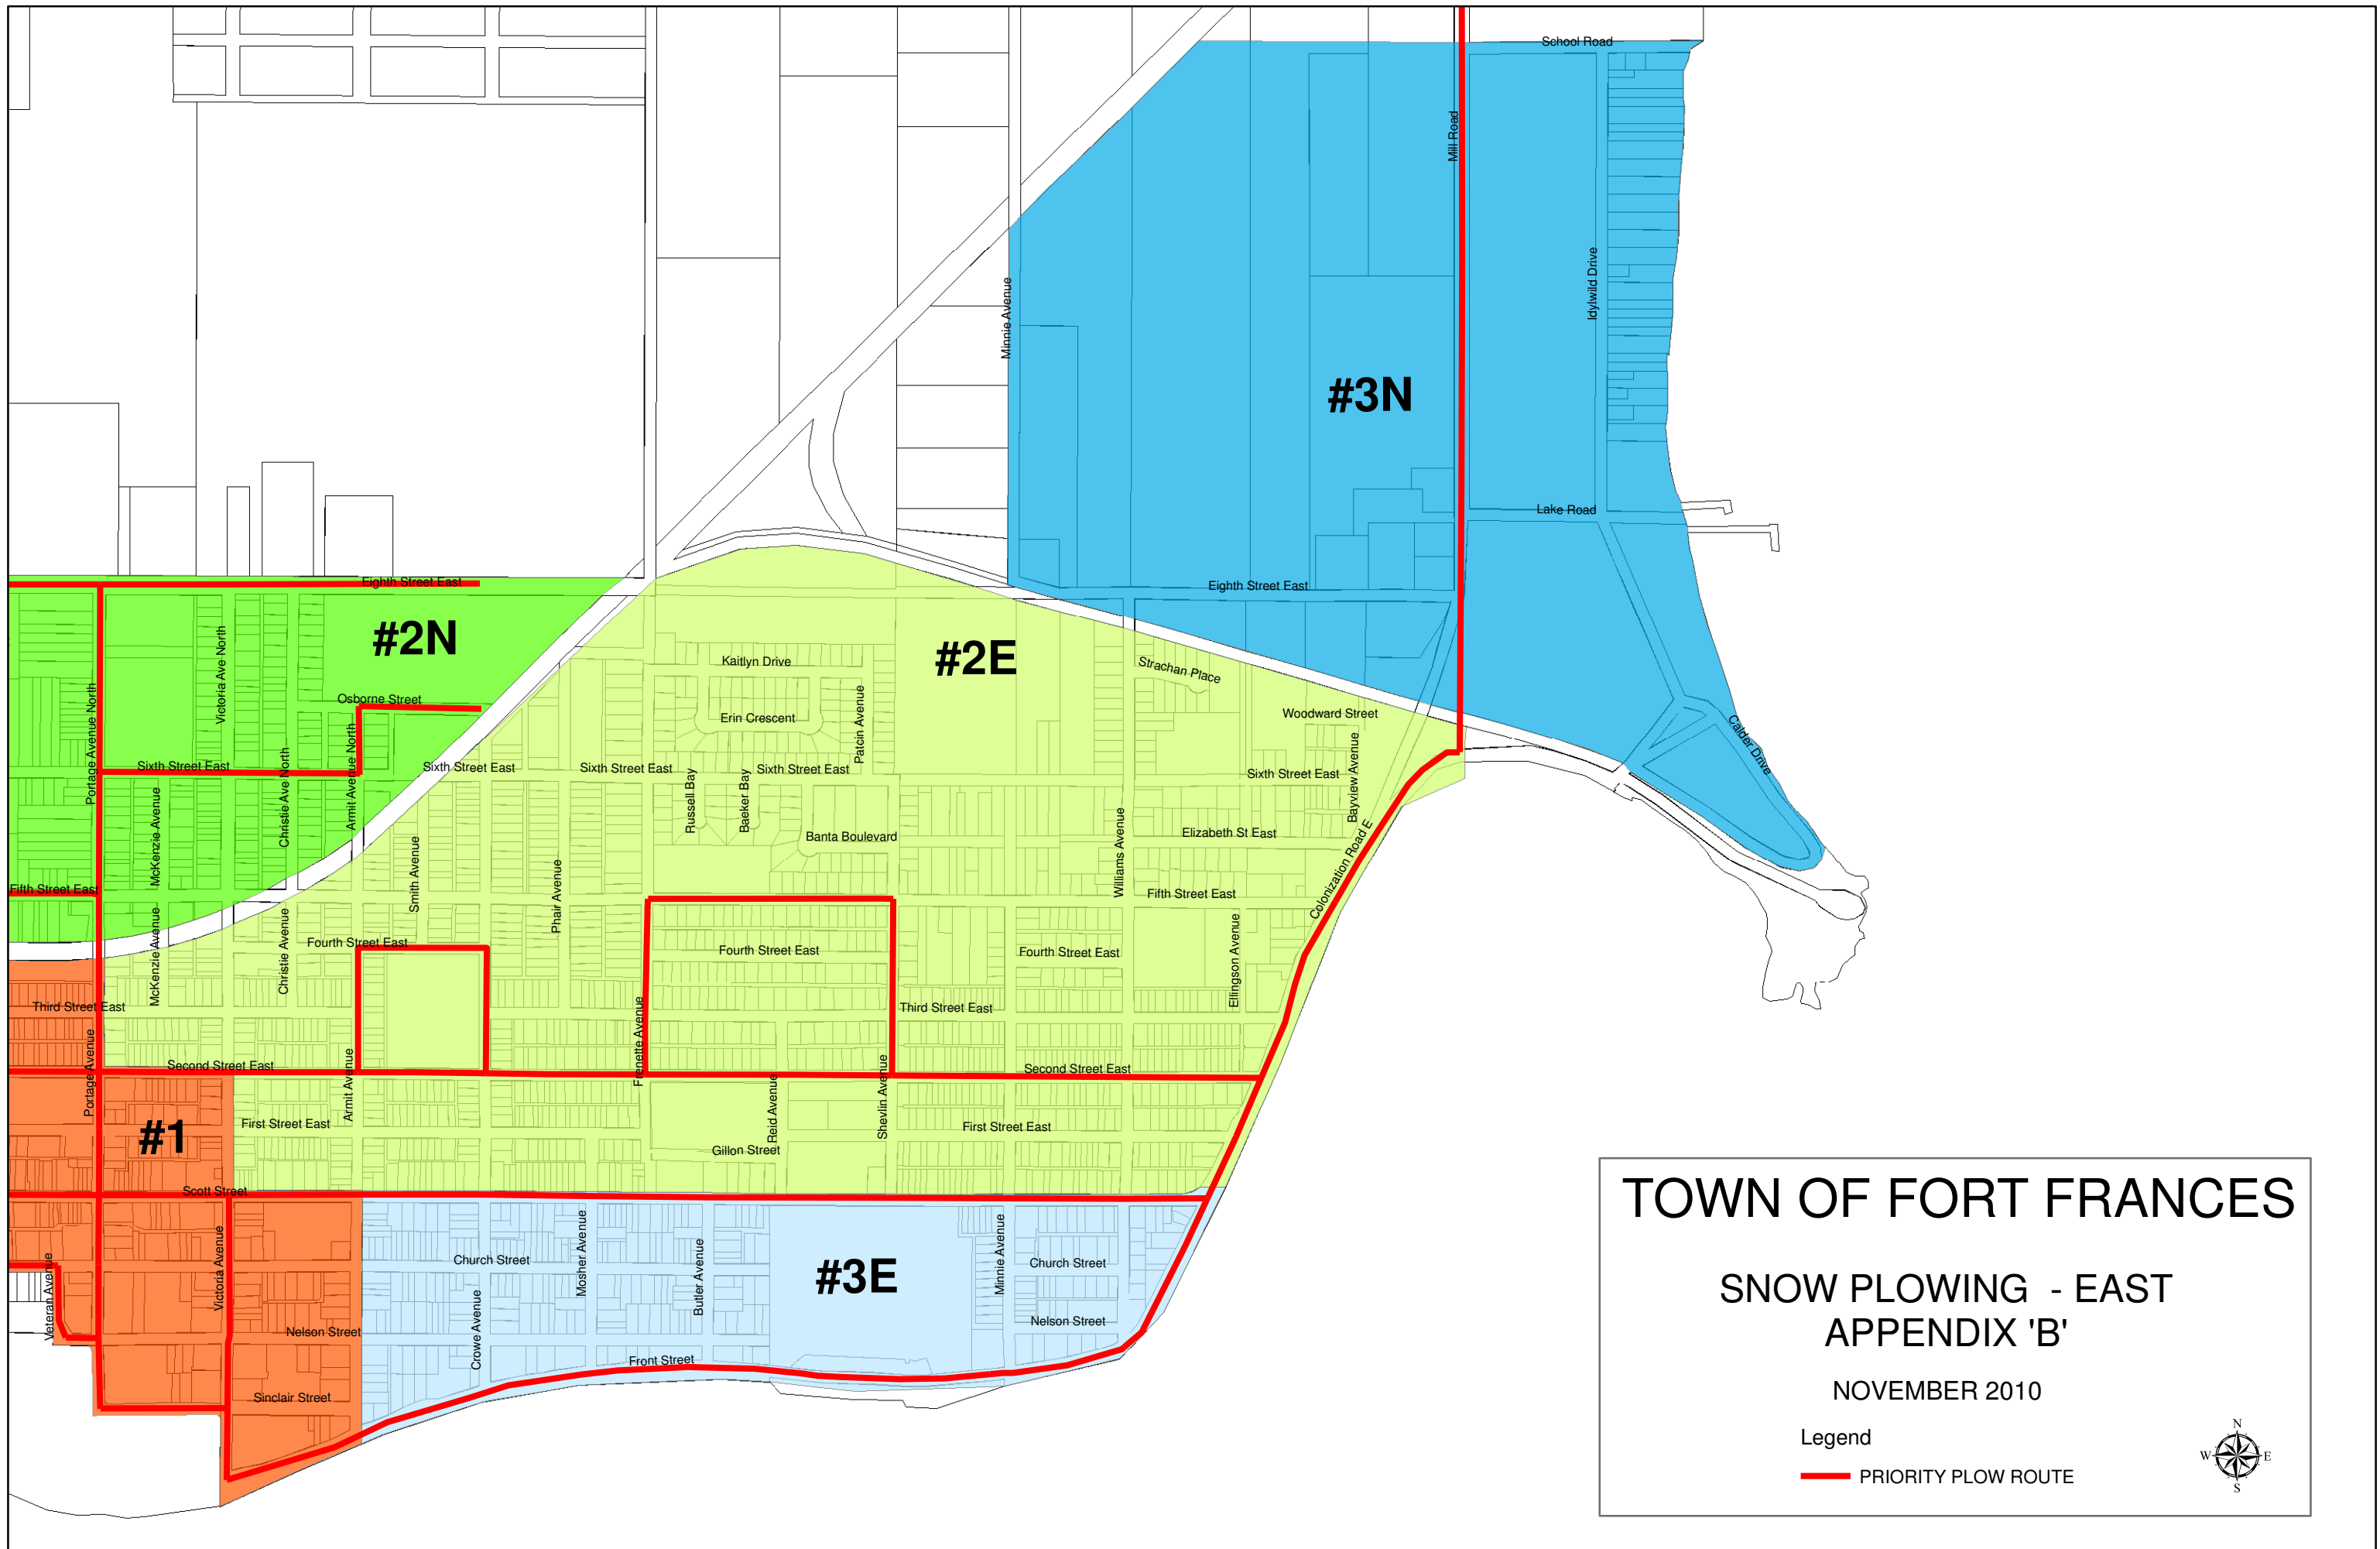 School Road
Mill Road
Idylwild Drive
Minnie Avenue
#3N
Lake Road
Eighth Street East
Eighth Street East
#2N
#2E
Victoria Ave North
Kaitlyn Drive
Strachan Place
Portage Avenue North
Osborne Street
Erin Crescent
Patcin Avenue
Woodward Street
Calder Drive
Armit Avenue North
Christie Ave North
Bayview Avenue
Sixth Street East
Sixth Street East
Sixth Street East
Sixth Street East
Sixth Street East
Russell Bay
Baeker Bay
McKenzie Avenue
Smith Avenue
Banta Boulevard
Williams Avenue
Elizabeth St East
Colonization Road E
Phair Avenue
Fifth Street East
Fifth Street East
McKenzie Avenue
Christie Avenue
Fourth Street East
Fourth Street East
Fourth Street East
Ellingson Avenue
Third Street East
Third Street East
Frenette Avenue
Portage Avenue
Second Street East
Second Street East
Armit Avenue
Reid Avenue
Shevlin Avenue
#1
First Street East
First Street East
Gillon Street
Scott Street
Veteran Avenue
Victoria Avenue
Church Street
Mosher Avenue
Butler Avenue
#3E
Minnie Avenue
Church Street
Crowe Avenue
Nelson Street
Nelson Street
Front Street
Sinclair Street
TOWN OF FORT FRANCES
SNOW PLOWING - EAST
APPENDIX 'B'
NOVEMBER 2010
Legend
PRIORITY PLOW ROUTE
N
W
E
S